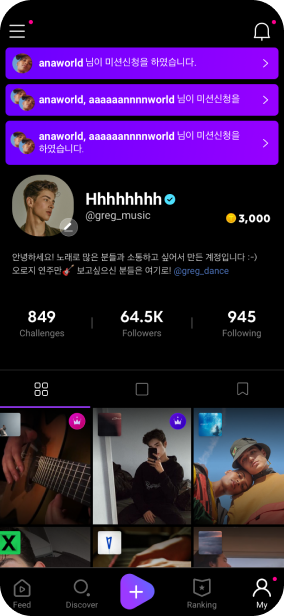 anaworld 님이 미션신청을 하였습니다.
anaworld, aaaaaannnnworld 님이 미션신청을
anaworld, aaaaaannnnworld 님이 미션신청을
하였습니다.
Hhhhhhhh
@greg_music
3,000
안녕하세요! 노래로 많은 분들과 소통하고 싶어서 만든 계정입니다 :-)
오로지 연주만🎸 보고싶으신 분들은 여기로! @greg_dance
849
64.5K
945
Challenges
Followers
Following
X
Feed
Discover
Ranking
My